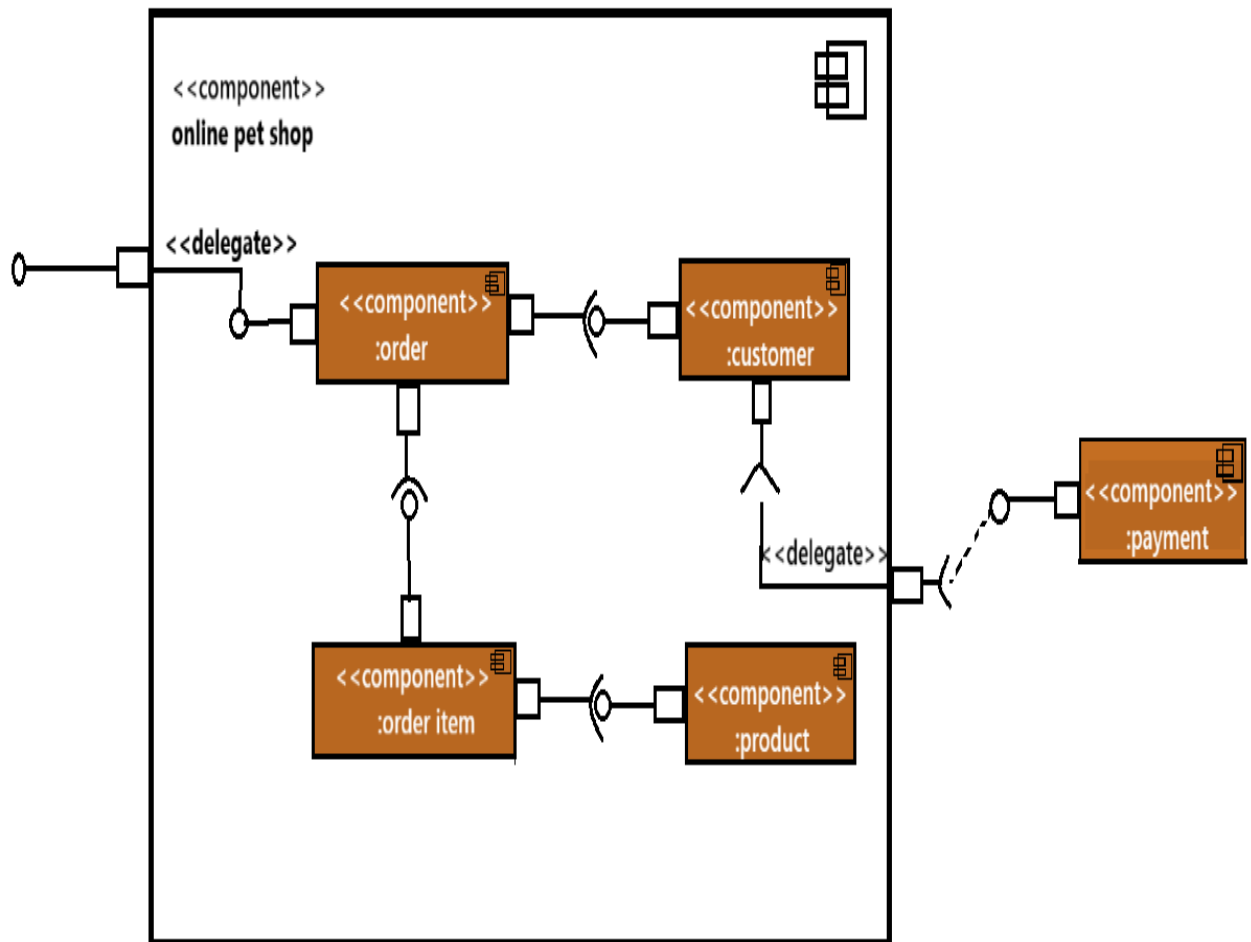 <<component>>
online pet shop
<<delegate>>
<<component>>
:order
<<component>>
:customer
<<component>>
:payment
<<delegate>>
<<component>>
:order item
<<component>>
:product